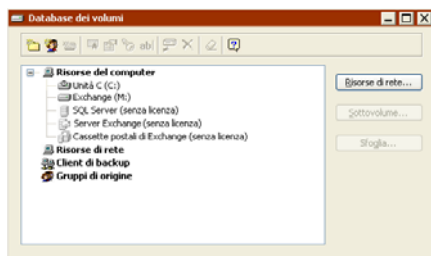 Database dei volumi
Risorse del computer
Unità C (C:)
Exchange (M:)
SQL Server (senza licenza)
Server Exchange (senza licenza)
Cassette postali di Exchange (senza licenza)
Risorse di rete
Client di backup
Gruppi di origine
Risorse di rete...
Sottovolume...
Sfoglia...